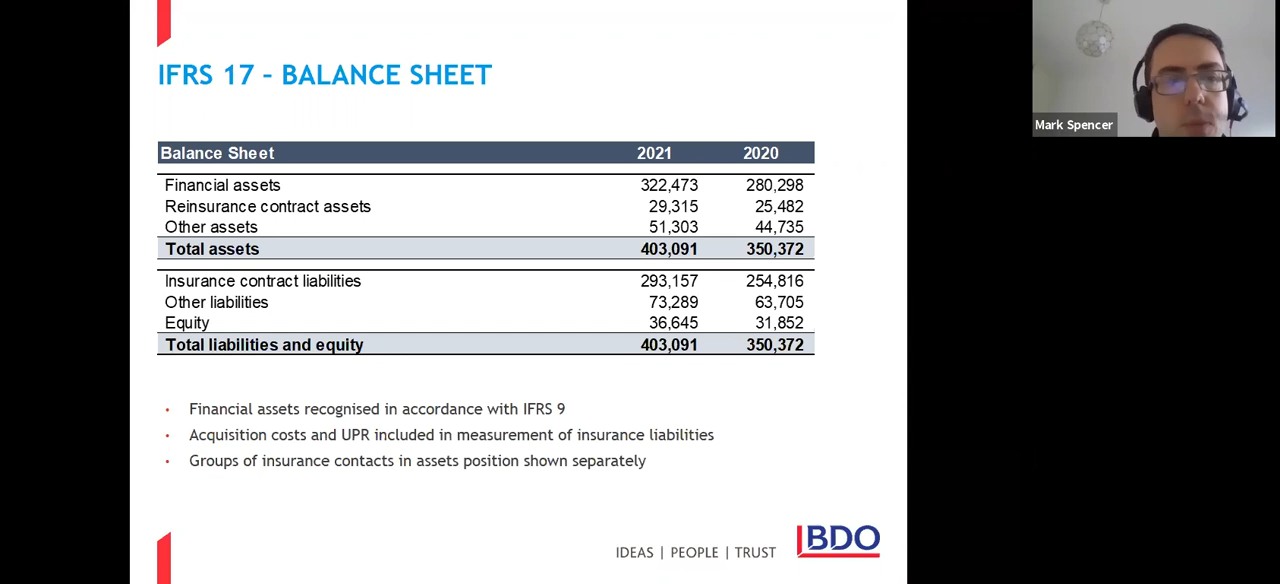 IFRS 17 – BALANCE SHEET
Mark Spencer
Balance Sheet 2021 2020
Financial assets 322,473 280,298
Reinsurance contract assets 29,315 25,482
Other assets 51,303 44,735
Total assets 403,091 350,372
Insurance contract liabilities 293,157 254,816
Other liabilities 73,289 63,705
Equity 36,645 31,852
Total liabilities and equity 403,091 350,372
• Financial assets recognised in accordance with IFRS 9
• Acquisition costs and UPR included in measurement of insurance liabilities
• Groups of insurance contacts in assets position shown separately
IDEAS | PEOPLE | TRUST
BDO